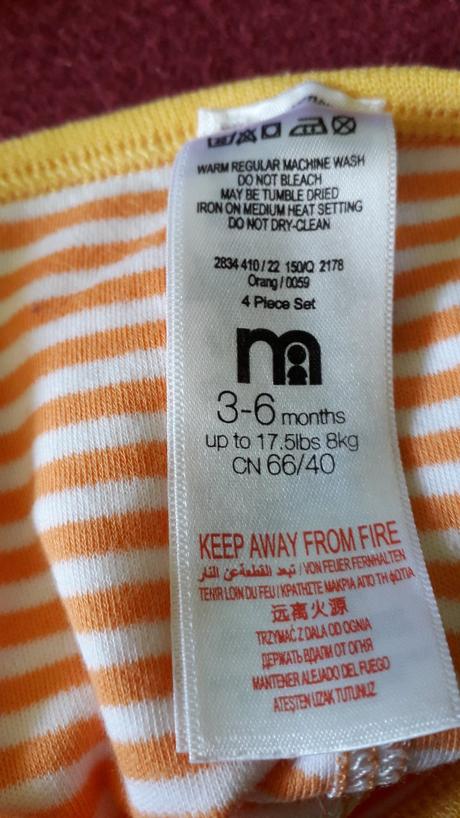 WARM REGULAR MACHINE WASH
DO NOT BLEACH
MAY BE TUMBLE DRIED
IRON ON MEDIUM HEAT SETTING
DO NOT DRY-CLEAN
2834 410 / 22 150/Q 2178
Orang / 0059
4 Piece Set
m
3-6 months
up to 17.5lbs 8kg
CN 66/40
KEEP AWAY FROM FIRE
تبعد القطعة عن النار / VON FEUER FERNHALTEN
TENIR LOIN DU FEU / ΚΡΑΤΗΣΤΕ ΜΑΚΡΙΑ ΑΠΟ ΤΗ ΦΩΤΙΑ
远离火源
TRZYMAĆ Z DALA OD OGNIA
ДЕРЖАТЬ ВДАЛИ ОТ ОГНЯ
MANTENER ALEJADO DEL FUEGO
ATEŞTEN UZAK TUTUNUZ